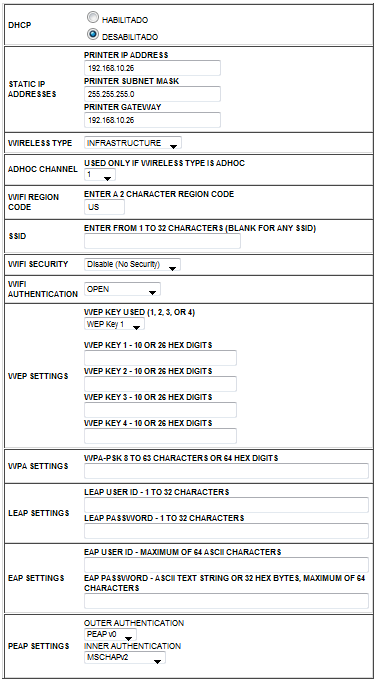 DHCP
HABILITADO
DESABILITADO
STATIC IP ADDRESSES
PRINTER IP ADDRESS
192.168.10.26
PRINTER SUBNET MASK
255.255.255.0
PRINTER GATEWAY
192.168.10.26
WIRELESS TYPE
INFRASTRUCTURE
ADHOC CHANNEL
USED ONLY IF WIRELESS TYPE IS ADHOC
1
WIFI REGION CODE
ENTER A 2 CHARACTER REGION CODE
US
SSID
ENTER FROM 1 TO 32 CHARACTERS (BLANK FOR ANY SSID)
WIFI SECURITY
Disable (No Security)
WIFI AUTHENTICATION
OPEN
WEP SETTINGS
WEP KEY USED (1, 2, 3, OR 4)
WEP Key 1
WEP KEY 1 - 10 OR 26 HEX DIGITS
WEP KEY 2 - 10 OR 26 HEX DIGITS
WEP KEY 3 - 10 OR 26 HEX DIGITS
WEP KEY 4 - 10 OR 26 HEX DIGITS
WPA SETTINGS
WPA-PSK 8 TO 63 CHARACTERS OR 64 HEX DIGITS
LEAP SETTINGS
LEAP USER ID - 1 TO 32 CHARACTERS
LEAP PASSWORD - 1 TO 32 CHARACTERS
EAP SETTINGS
EAP USER ID - MAXIMUM OF 64 ASCII CHARACTERS
EAP PASSWORD - ASCII TEXT STRING OR 32 HEX BYTES, MAXIMUM OF 64
CHARACTERS
PEAP SETTINGS
OUTER AUTHENTICATION
PEAP v0
INNER AUTHENTICATION
MSCHAPv2